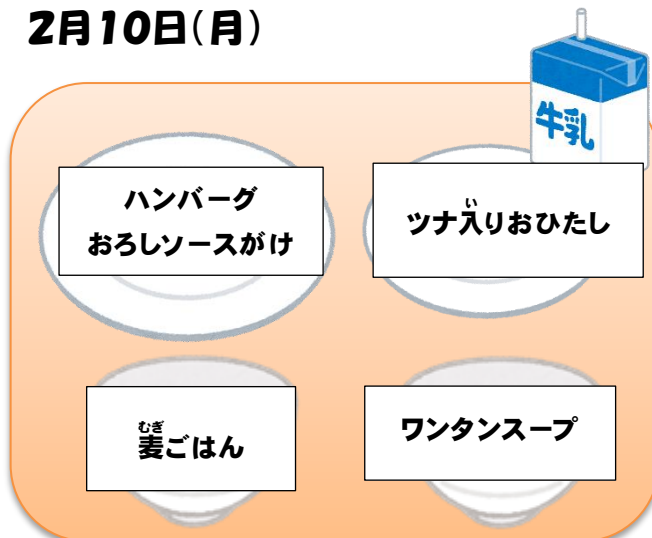 2月10日(月)
牛乳
ハンバーグ
おろしソースがけ
い
ツナ入りおひたし
むぎ
麦ごはん
ワンタンスープ